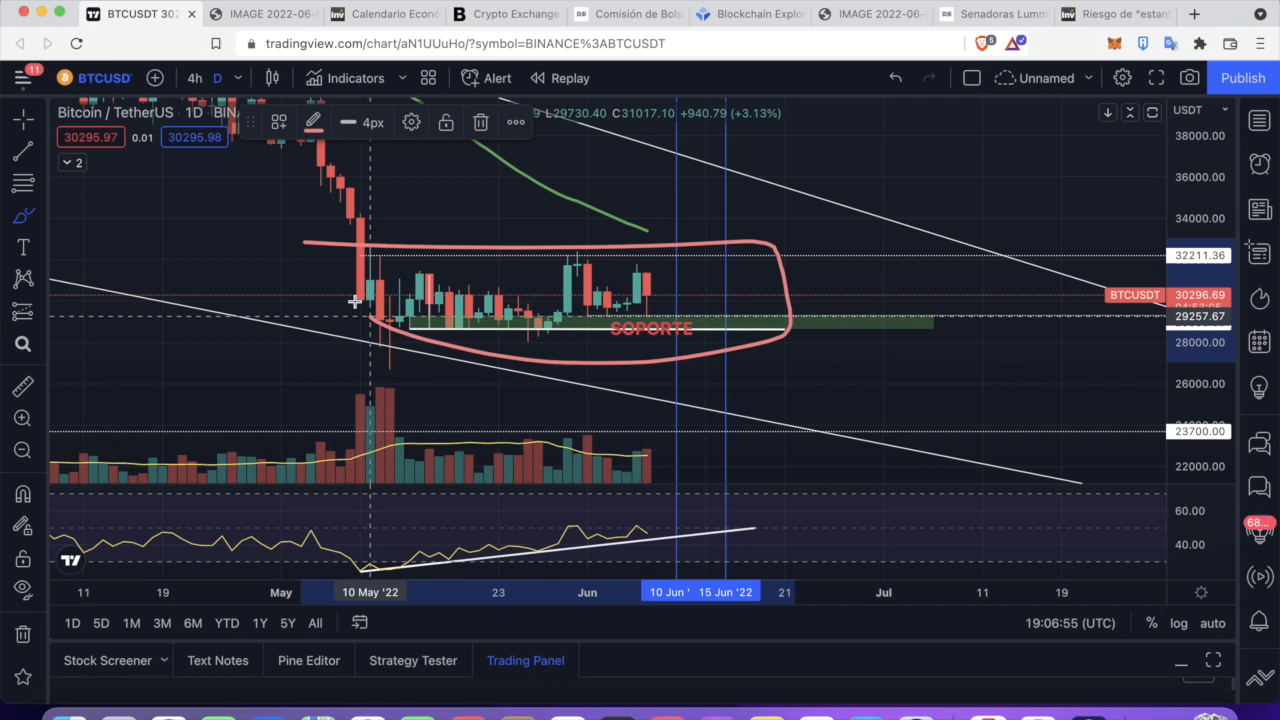 BTCUSDT 302
IMAGE 2022-06-
Calendario Econó
Crypto Exchange
Comisión de Bols
Blockchain Explor
IMAGE 2022-06-
Senadoras Lummi
Riesgo de “estanf
tradingview.com/chart/aN1UUuHo/?symbol=BINANCE%3ABTCUSDT
11
BTCUSD
4h
D
Indicators
Alert
Replay
Unnamed
Publish
Bitcoin / TetherUS
1D
BIN
L29730.40 C31017.10 +940.79 (+3.13%)
USDT
4px
30295.97
0.01
30295.98
2
38000.00
36000.00
34000.00
32211.36
BTCUSDT
30296.69
29257.67
SOPORTE
28000.00
26000.00
23700.00
22000.00
60.00
40.00
11
19
May
10 May '22
23
Jun
10 Jun '
15 Jun '22
21
Jul
11
19
1D
5D
1M
3M
6M
YTD
1Y
5Y
All
19:06:55 (UTC)
%
log
auto
Stock Screener
Text Notes
Pine Editor
Strategy Tester
Trading Panel